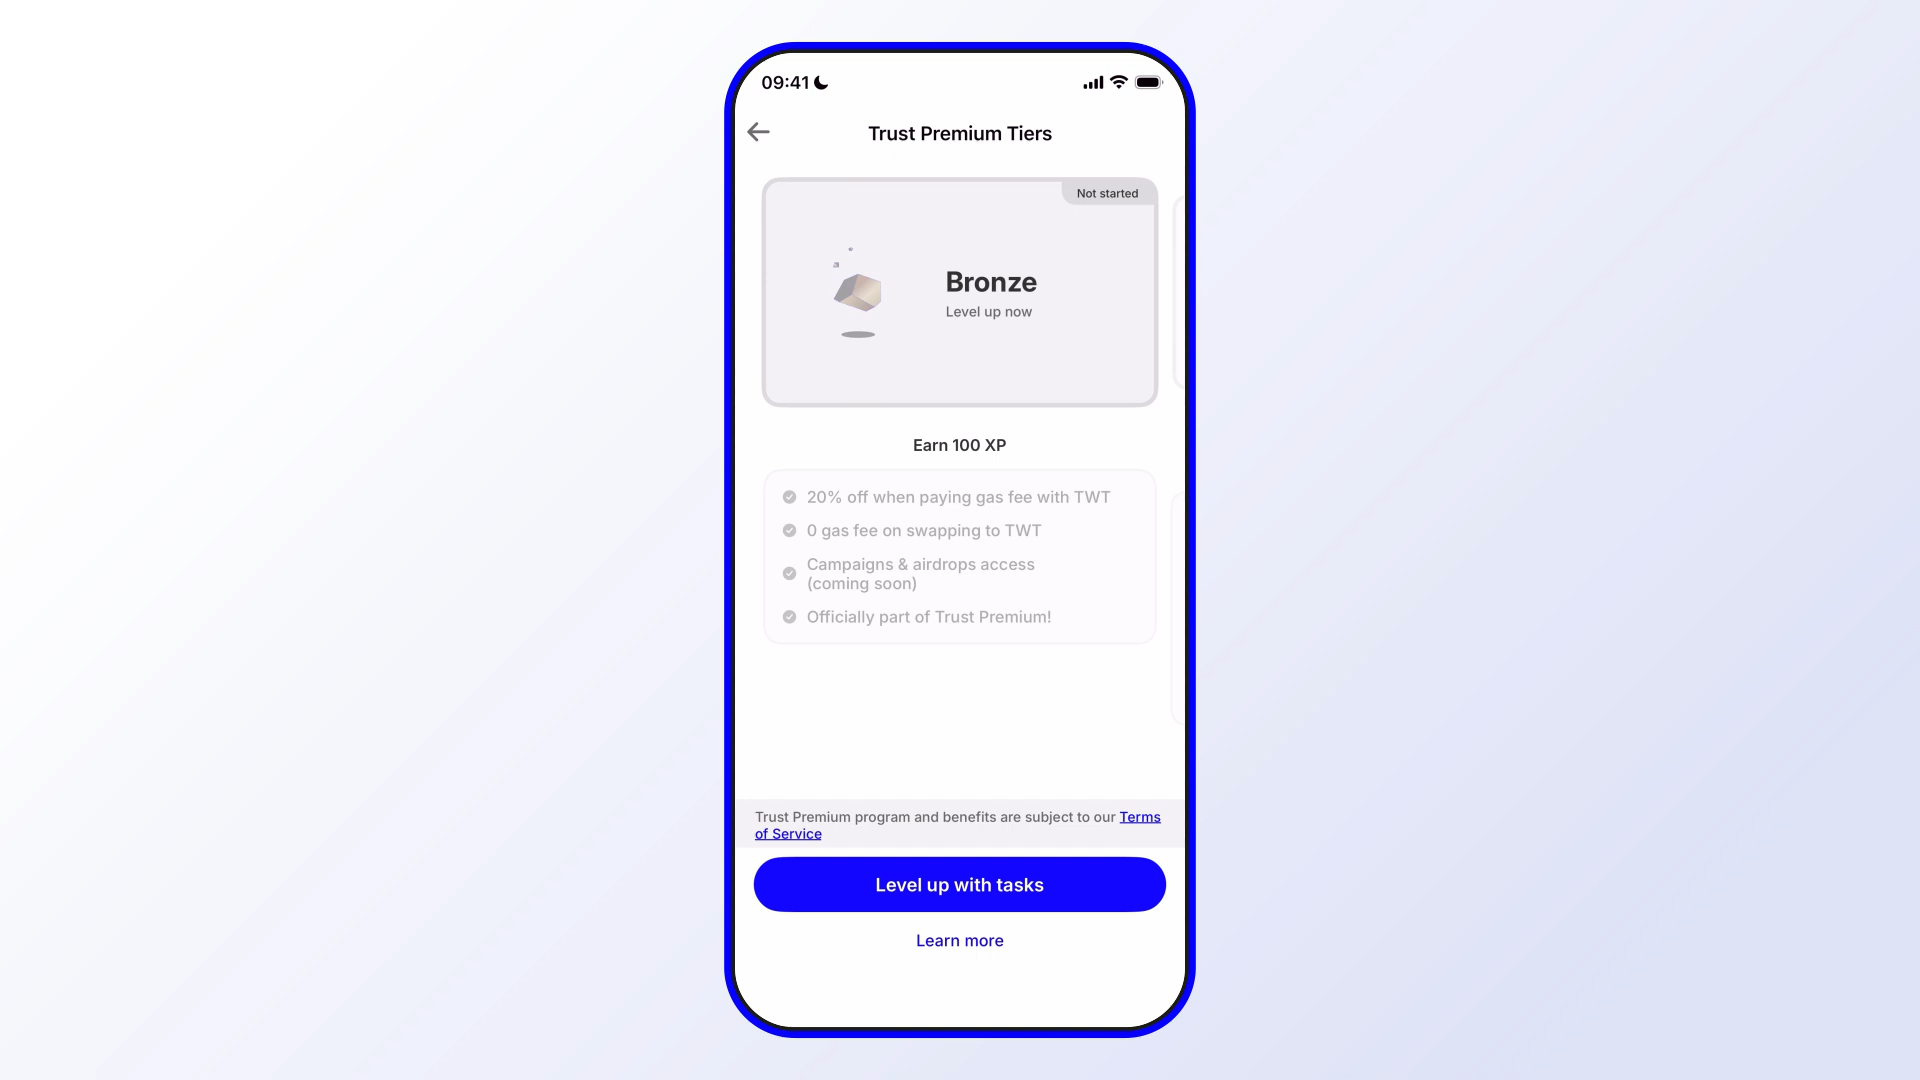 09:41
Trust Premium Tiers
Not started
Bronze
Level up now
Earn 100 XP
20% off when paying gas fee with TWT
0 gas fee on swapping to TWT
Campaigns & airdrops access
(coming soon)
Officially part of Trust Premium!
Trust Premium program and benefits are subject to our Terms
of Service
Level up with tasks
Learn more